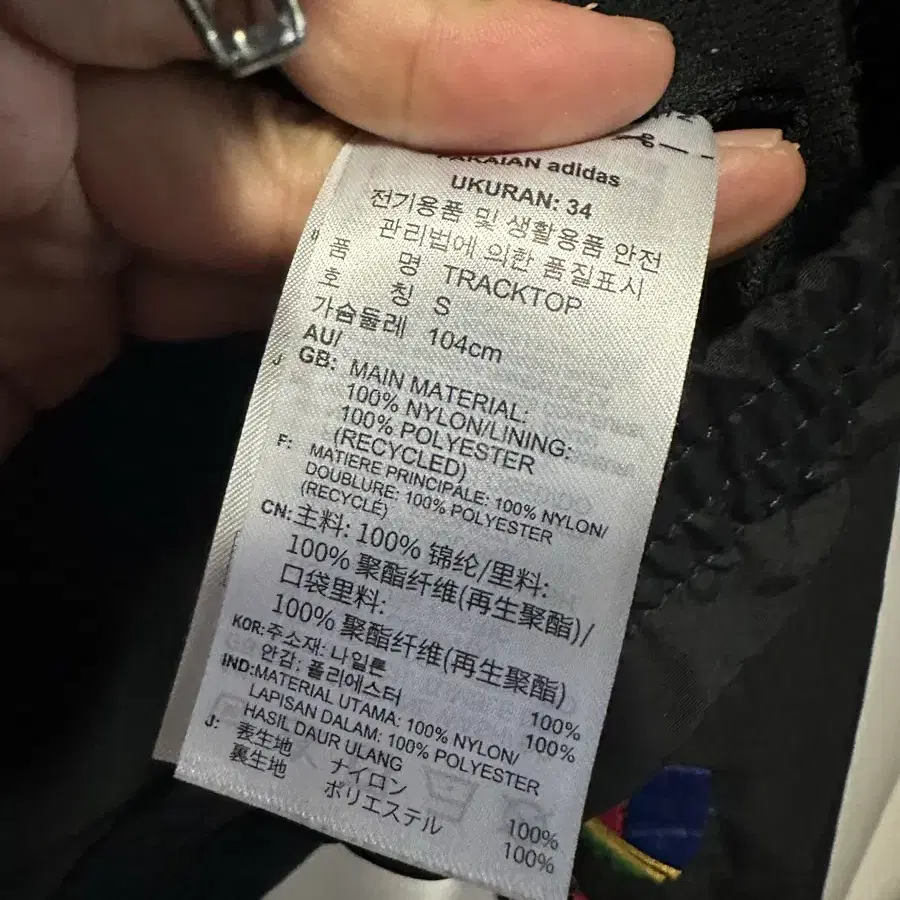 PAKAIAN adidas
UKURAN: 34
전기용품 및 생활용품 안전
관리법에 의한 품질표시
품 명 TRACKTOP
호 칭 S
가슴둘레 104cm
AU/
GB: MAIN MATERIAL:
100% NYLON/LINING:
100% POLYESTER
(RECYCLED)
F: MATIERE PRINCIPALE: 100% NYLON/
DOUBLURE: 100% POLYESTER
(RECYCLÉ)
CN: 主料: 100% 锦纶/里料:
100% 聚酯纤维(再生聚酯)/
口袋里料:
100% 聚酯纤维(再生聚酯)
KOR: 주소재: 나일론 100%
안감: 폴리에스터 100%
IND: MATERIAL UTAMA: 100% NYLON/
LAPISAN DALAM: 100% POLYESTER
HASIL DAUR ULANG
J: 表生地 ナイロン 100%
裏生地 ポリエステル 100%